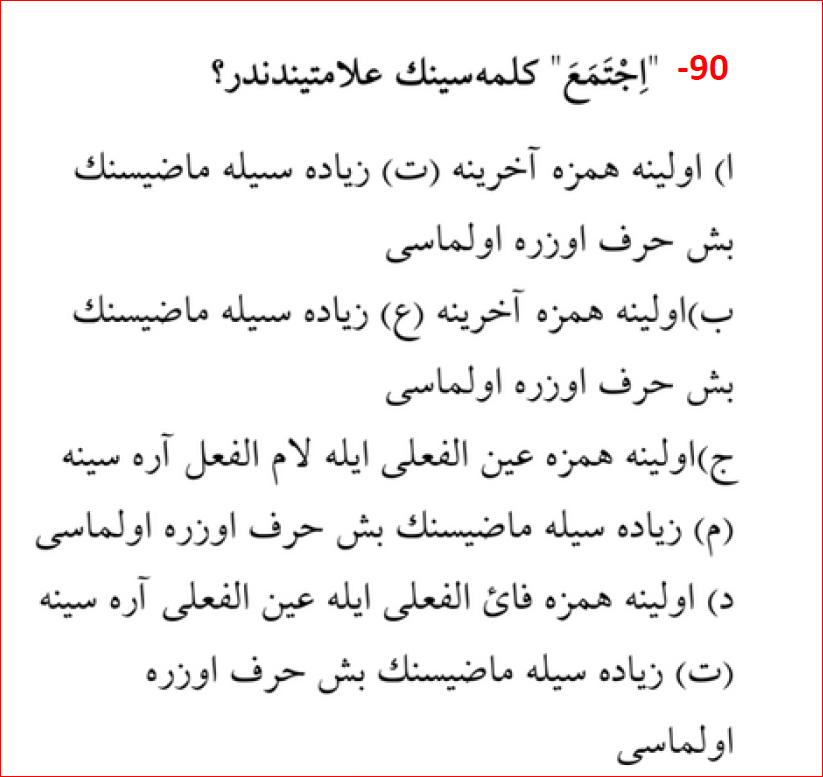 90- "اِجْتَمَعَ" كلمه‌سينك علامتيندندر؟
ا) اولينه همزه آخرينه (ت) زياده سيله ماضيسنك
بش حرف اوزره اولماسى
ب)اولينه همزه آخرينه (ع) زياده سيله ماضيسنك
بش حرف اوزره اولماسى
ج)اولينه همزه عين الفعلى ايله لام الفعل آره سينه
(م) زياده سيله ماضيسنك بش حرف اوزره اولماسى
د) اولينه همزه فائ الفعلى ايله عين الفعلى آره سينه
(ت) زياده سيله ماضيسنك بش حرف اوزره
اولماسى